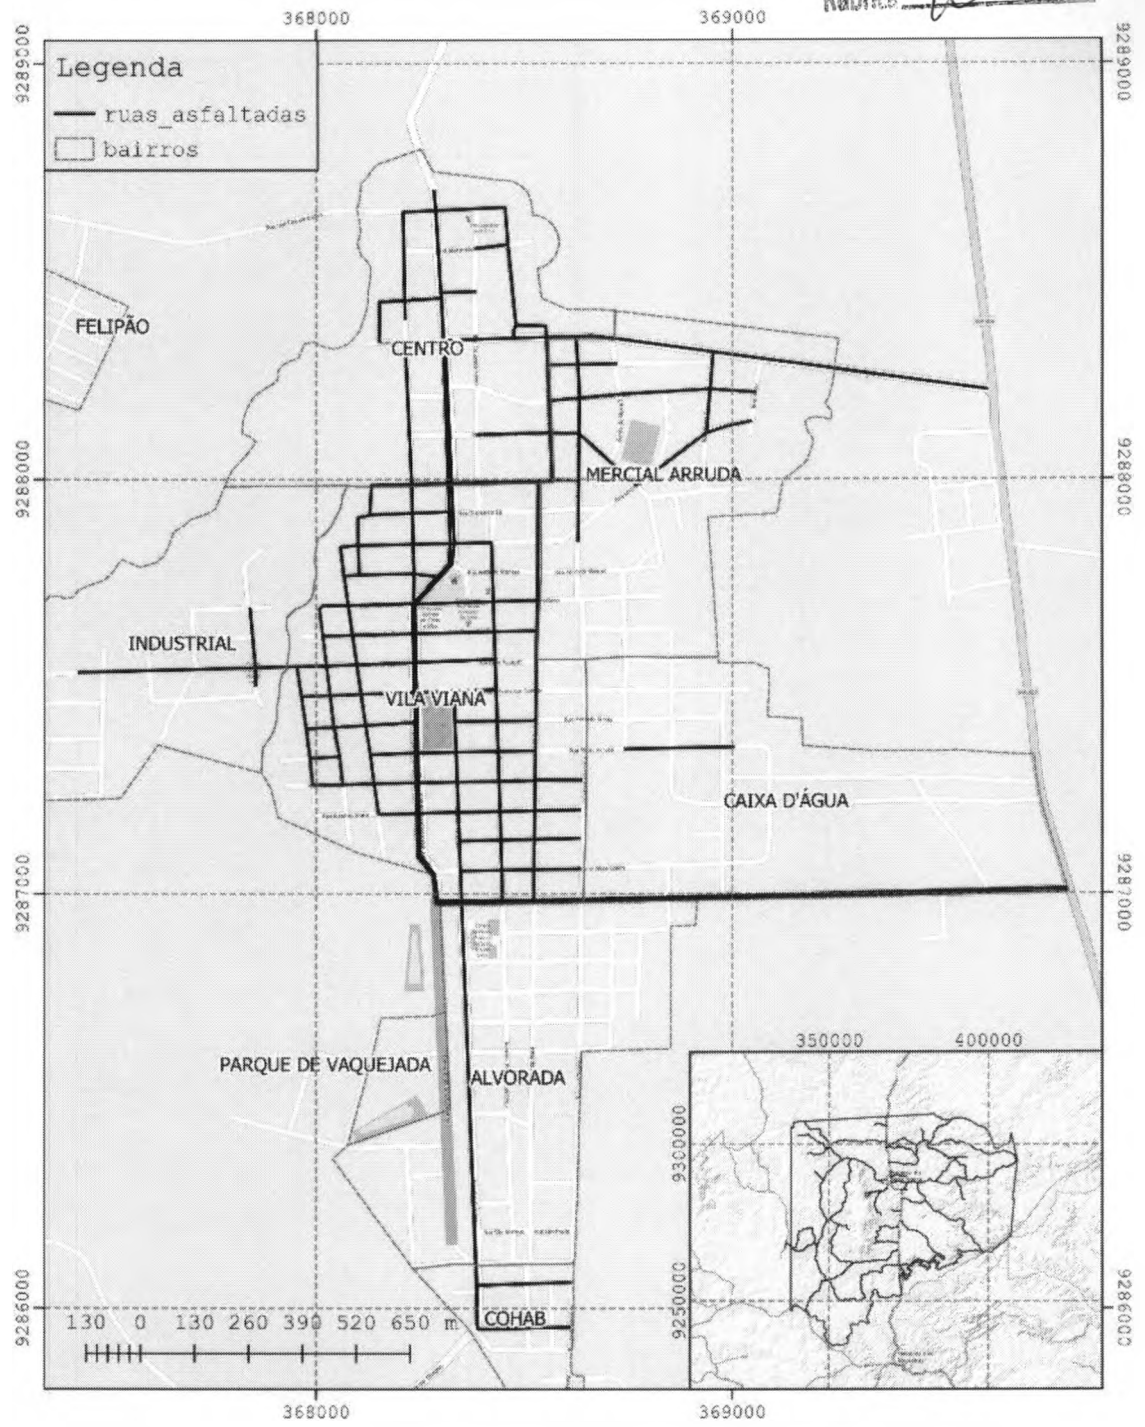 Rubrica
368000
369000
9289000
9289000
Legenda
ruas_asfaltadas
bairros
FELIPÃO
CENTRO
9288000
9288000
MERCIAL ARRUDA
INDUSTRIAL
VILA VIANA
CAIXA D'ÁGUA
9287000
9287000
PARQUE DE VAQUEJADA
ALVORADA
350000
400000
9300000
9250000
9286000
9286000
COHAB
130 0 130 260 390 520 650 m
368000
369000